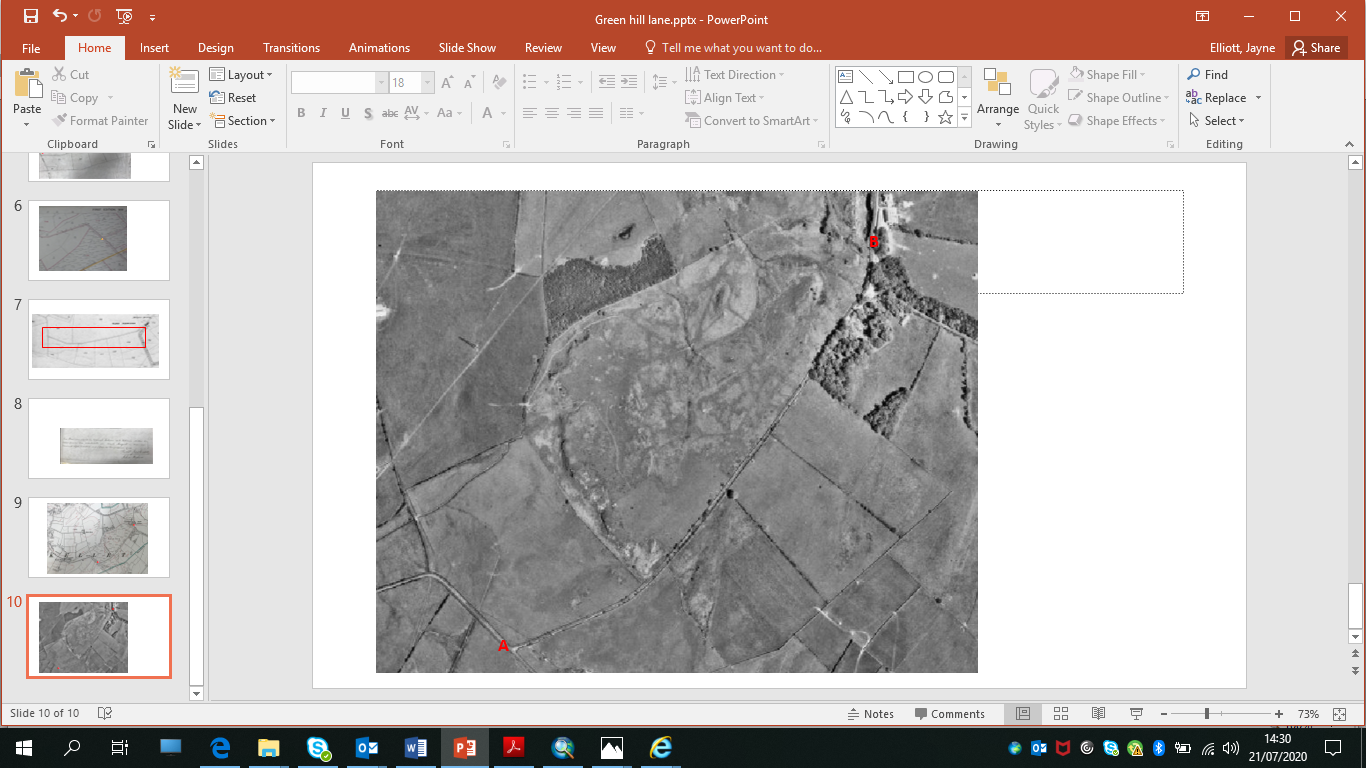 Green hill lane.pptx - PowerPoint
File Home Insert Design Transitions Animations Slide Show Review View Tell me what you want to do... Elliott, Jayne Share
Paste
Cut
Copy
Format Painter
Clipboard
New Slide
Layout
Reset
Section
Slides
18
B I U S abc AV Aa A
Font
Text Direction
Align Text
Convert to SmartArt
Paragraph
Arrange
Quick Styles
Shape Fill
Shape Outline
Shape Effects
Drawing
Find
Replace
Select
Editing
6
7
8
9
10
B
A
Slide 10 of 10
Notes
Comments
73%
14:30
21/07/2020